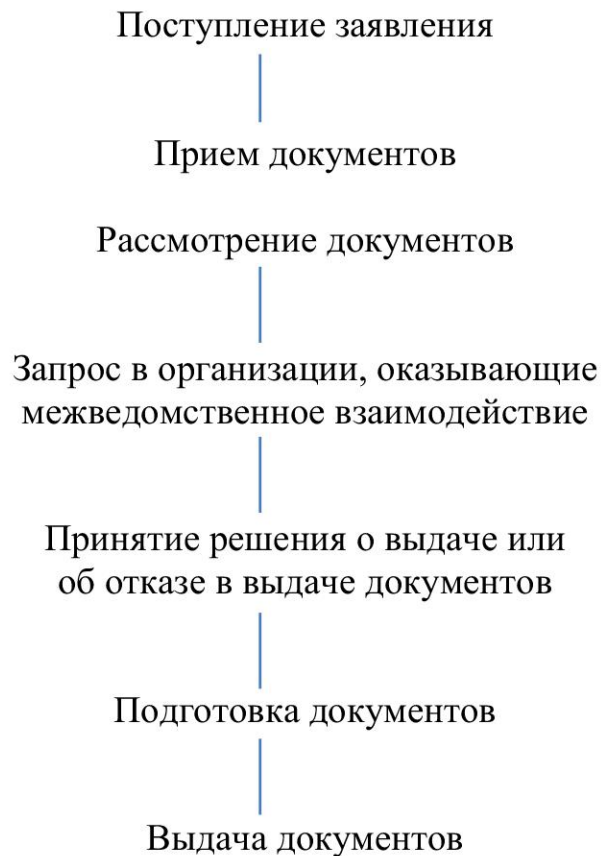 Поступление заявления
Прием документов
Рассмотрение документов
Запрос в организации, оказывающие
межведомственное взаимодействие
Принятие решения о выдаче или
об отказе в выдаче документов
Подготовка документов
Выдача документов